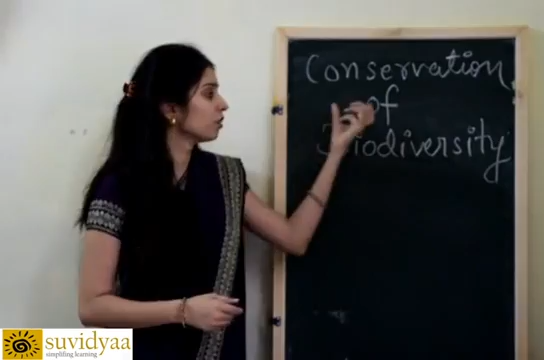 Conservation
of
Biodiversity
suvidyaa
simplifing learning